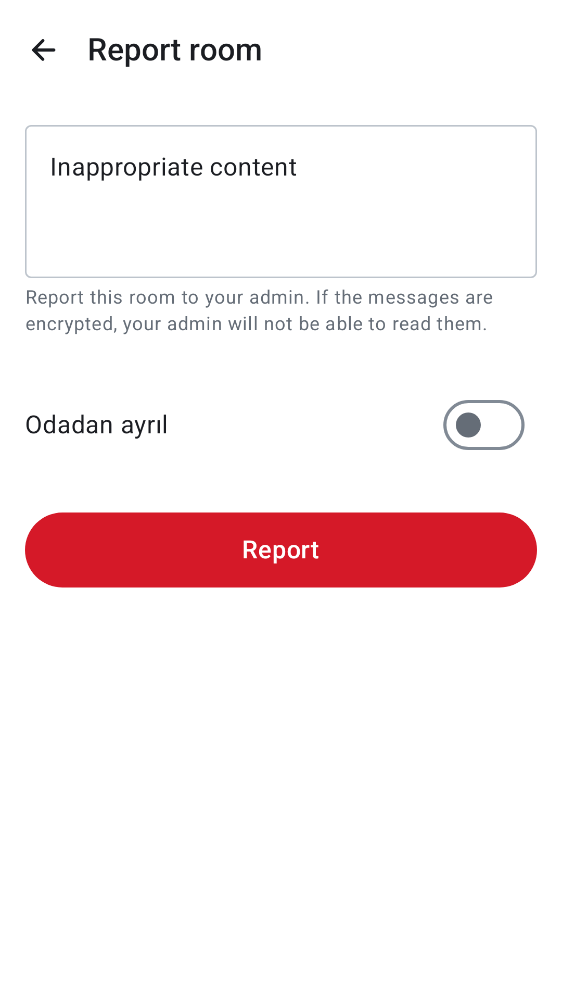 Report room
Inappropriate content
Report this room to your admin. If the messages are
encrypted, your admin will not be able to read them.
Odadan ayrıl
Report